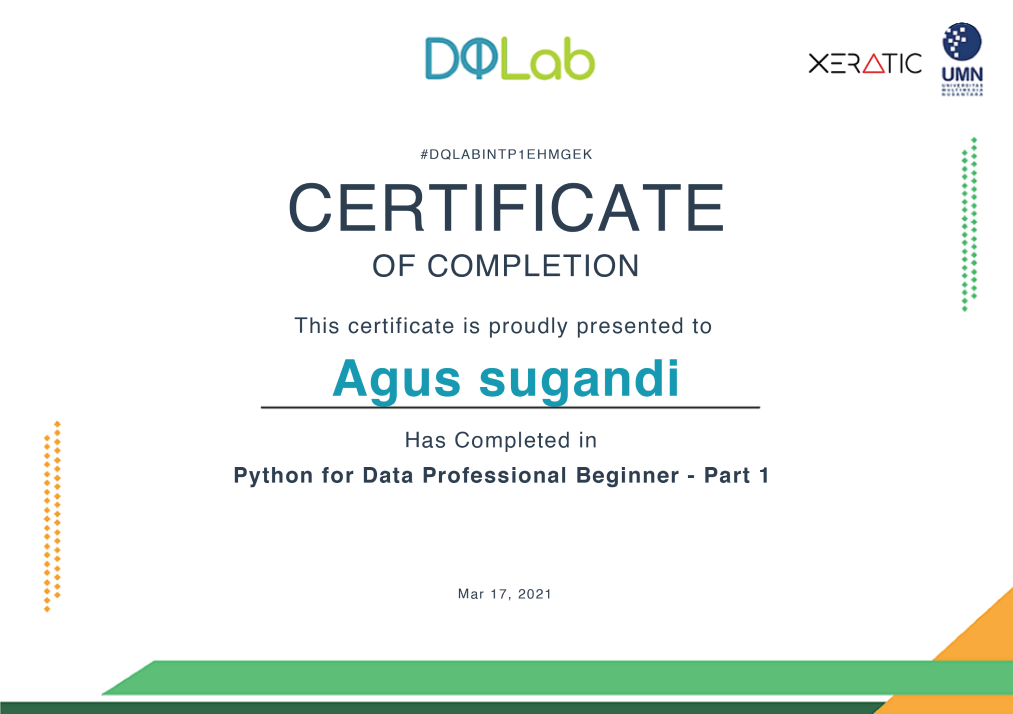 DQLab
XERATIC
UMN
UNIVERSITAS
MULTIMEDIA
NUSANTARA
#DQLABINTP1EHMGEK
CERTIFICATE
OF COMPLETION
This certificate is proudly presented to
Agus sugandi
Has Completed in
Python for Data Professional Beginner - Part 1
Mar 17, 2021